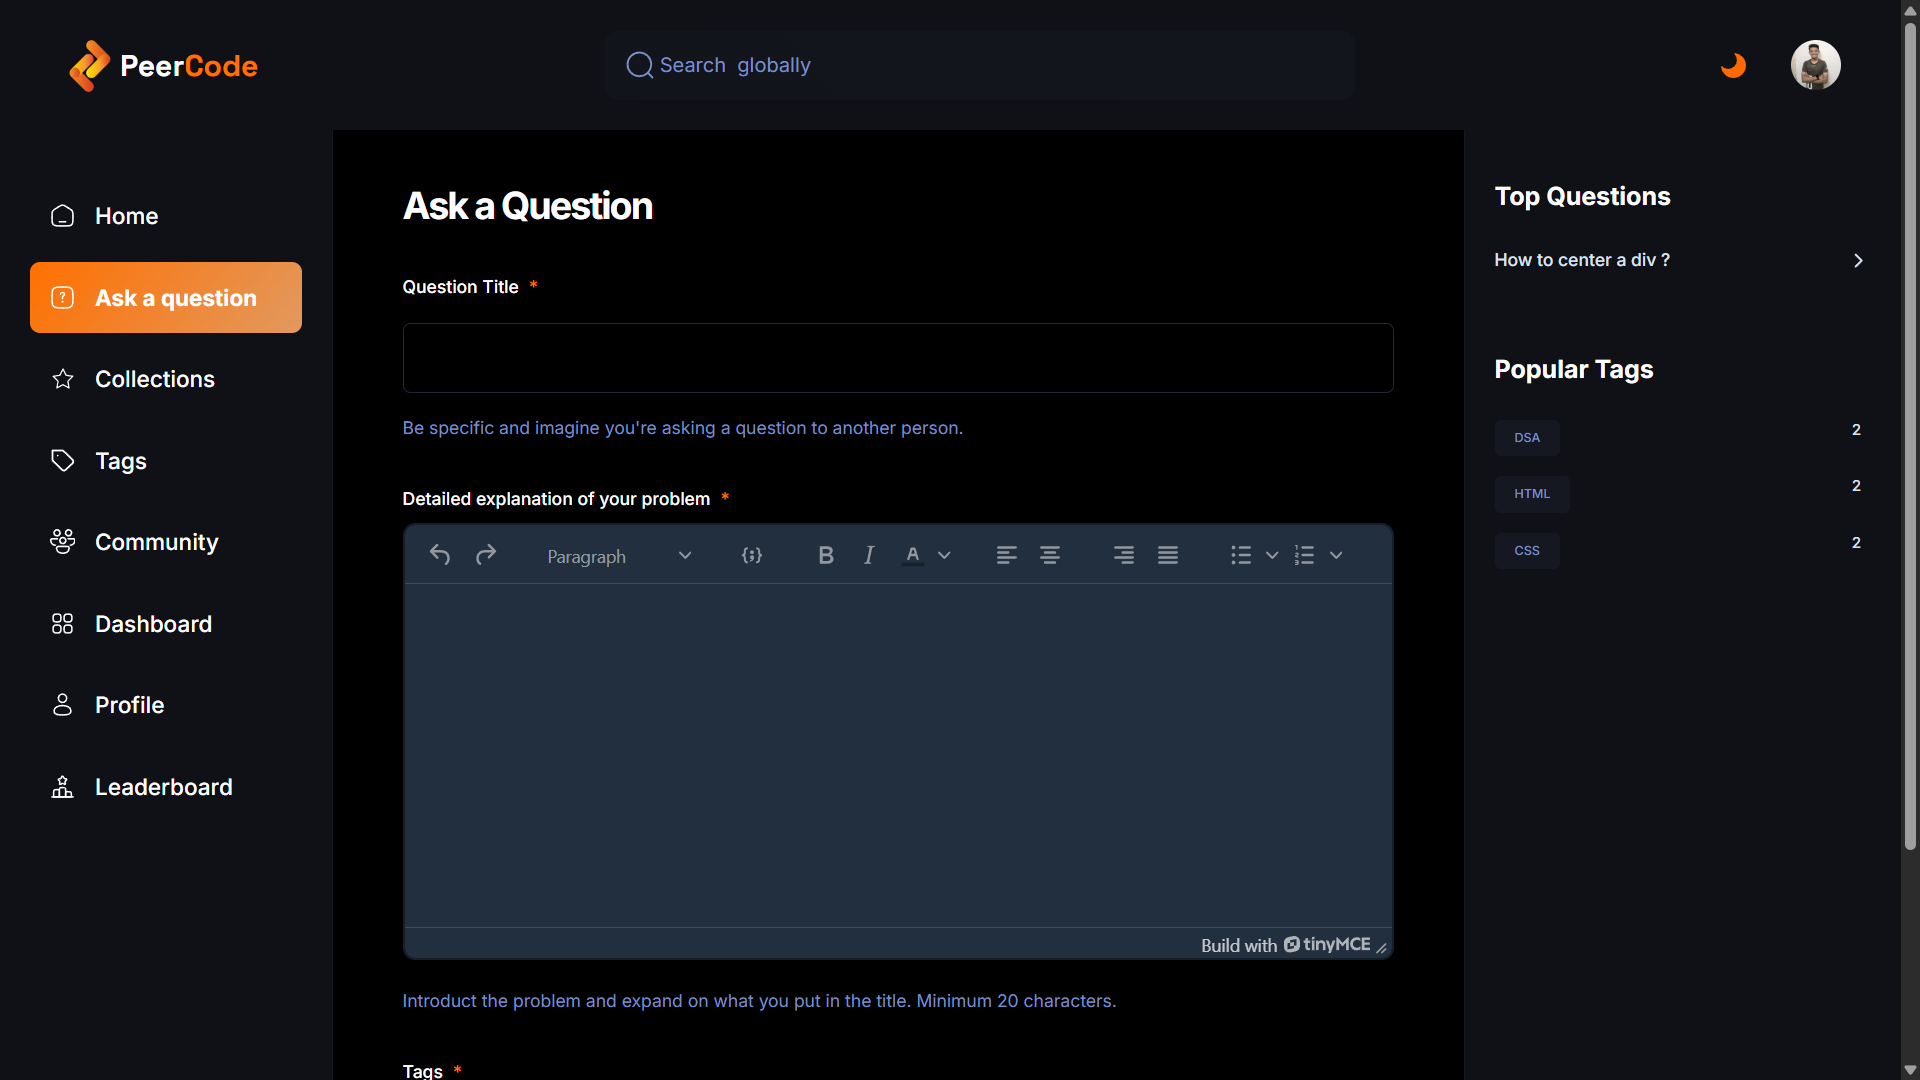 PeerCode
Search globally
Home
Ask a question
Collections
Tags
Community
Dashboard
Profile
Leaderboard
Ask a Question
Question Title *
Be specific and imagine you're asking a question to another person.
Detailed explanation of your problem *
Paragraph
Build with tinyMCE
Introduct the problem and expand on what you put in the title. Minimum 20 characters.
Tags *
Top Questions
How to center a div ?
Popular Tags
DSA 2
HTML 2
CSS 2